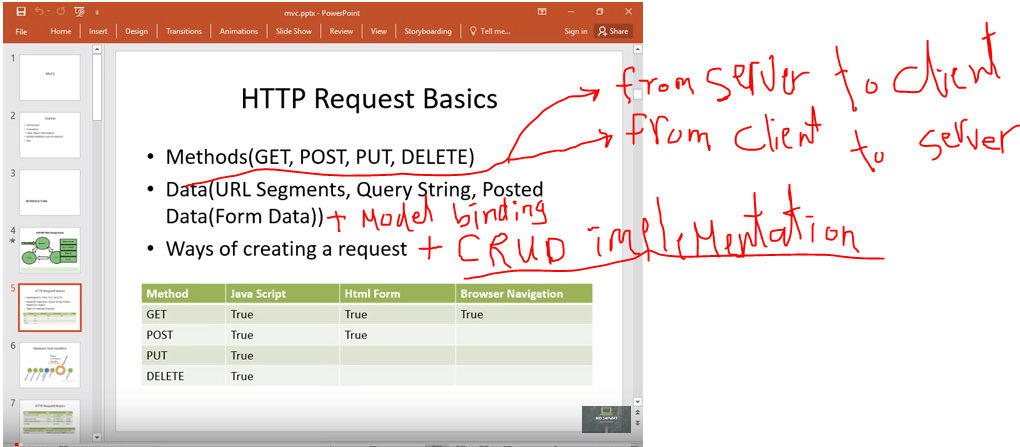 mvc.pptx - PowerPoint
File Home Insert Design Transitions Animations Slide Show Review View Storyboarding Tell me... Sign in Share
1
2
3
4
5
6
7
HTTP Request Basics
• Methods(GET, POST, PUT, DELETE)
• Data(URL Segments, Query String, Posted
Data(Form Data))
• Ways of creating a request
from server to client
from client to server
+ Model binding
+ CRUD implementation
Method Java Script Html Form Browser Navigation
GET True True True
POST True True
PUT True
DELETE True